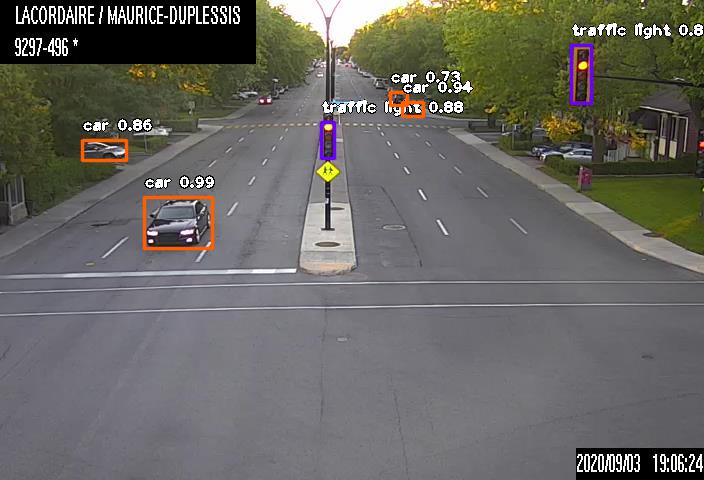 LACORDAIRE / MAURICE-DUPLESSIS
9297-496 *
traffic light 0.8
car 0.73
car 0.94
traffic light 0.88
car 0.86
car 0.99
2020/09/03 19:06:24